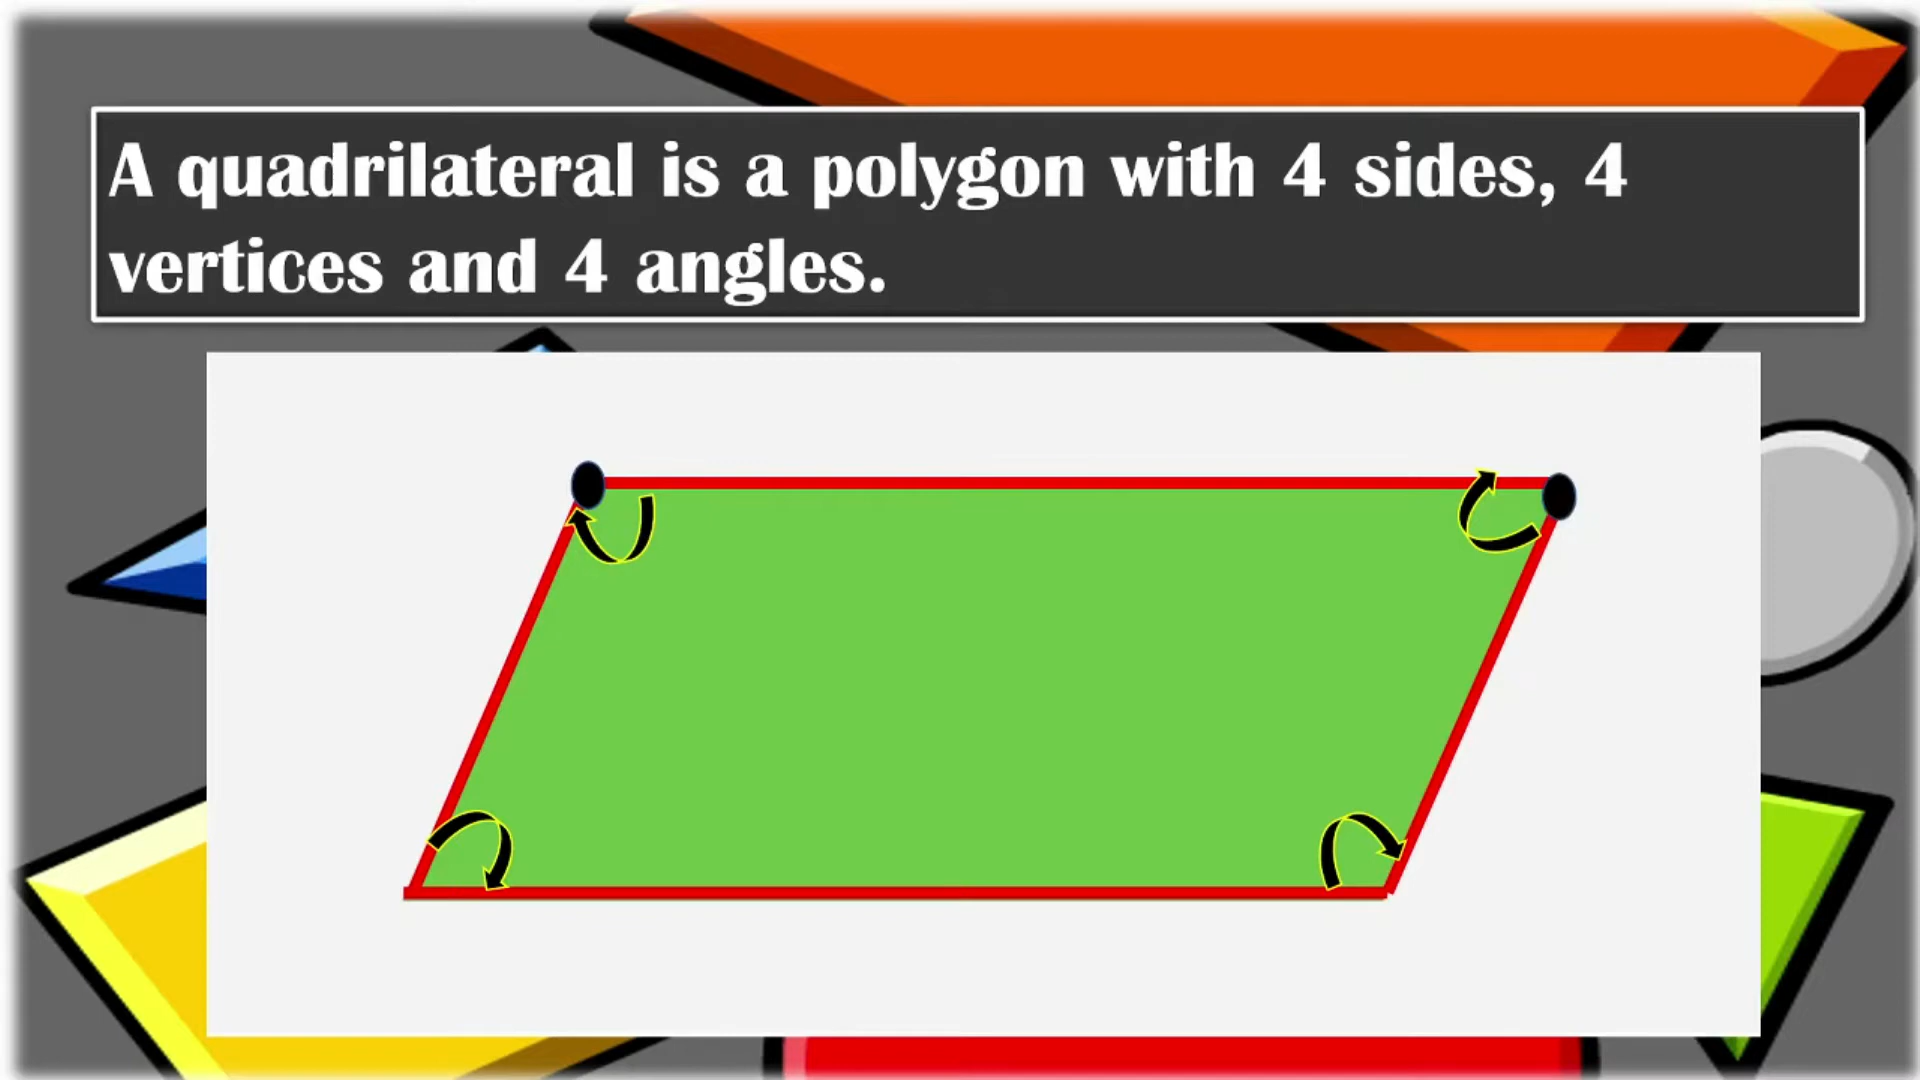 A quadrilateral is a polygon with 4 sides, 4
vertices and 4 angles.